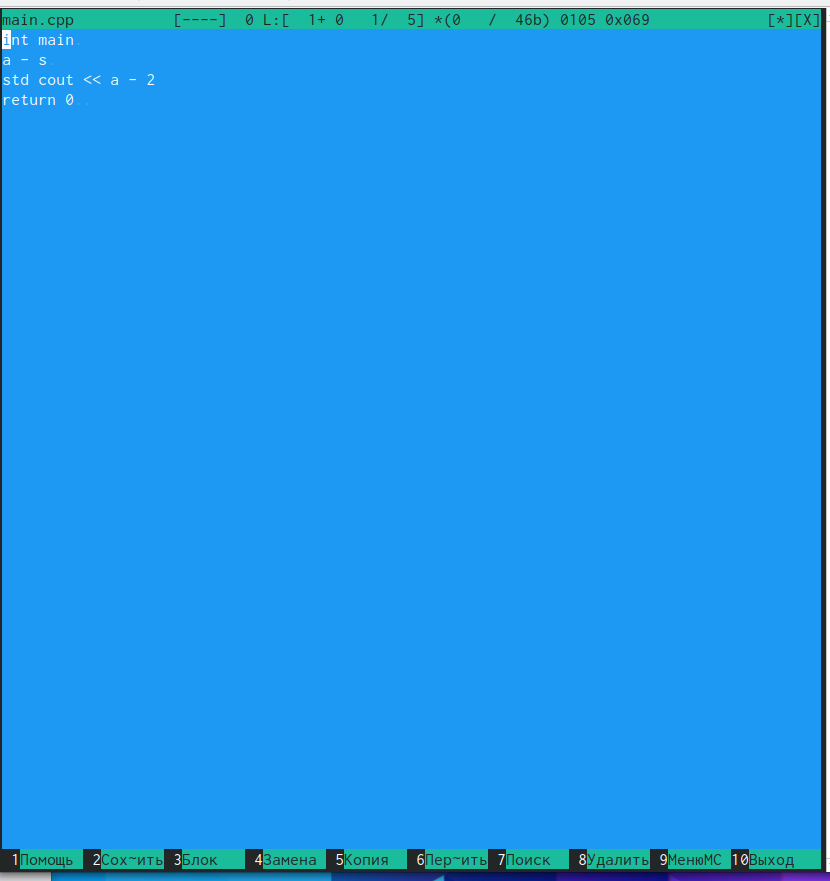 main.cpp [----] 0 L:[ 1+ 0 1/ 5] *(0 / 46b) 0105 0x069 [*][X]
int main
a - s
std cout << a - 2
return 0
1Помощь 2Сох~ить 3Блок 4Замена 5Копия 6Пер~ить 7Поиск 8Удалить 9МенюMC 10Выход